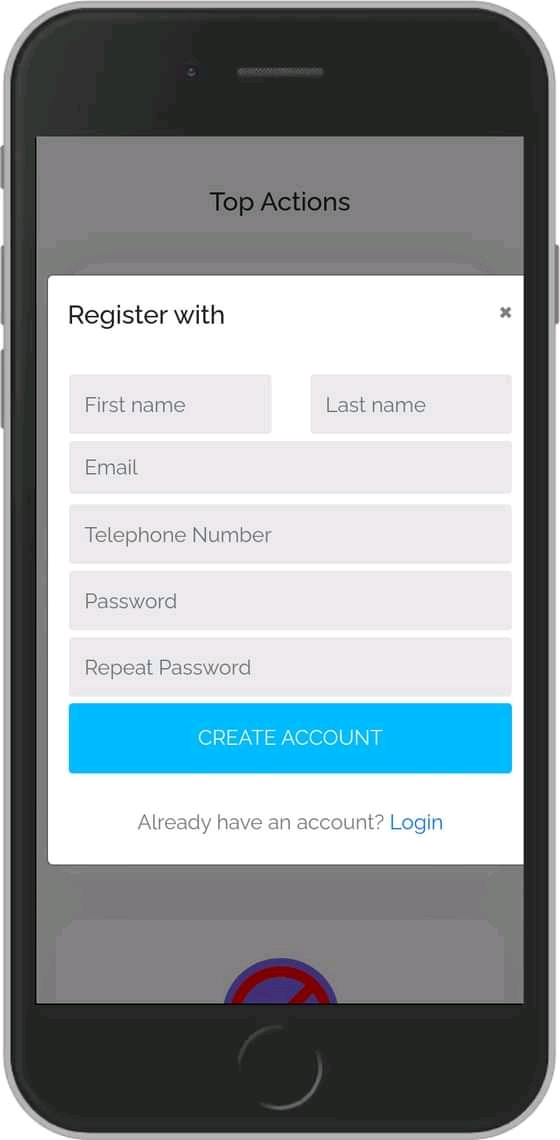 Top Actions
Register with
First name Last name
Email
Telephone Number
Password
Repeat Password
CREATE ACCOUNT
Already have an account? Login